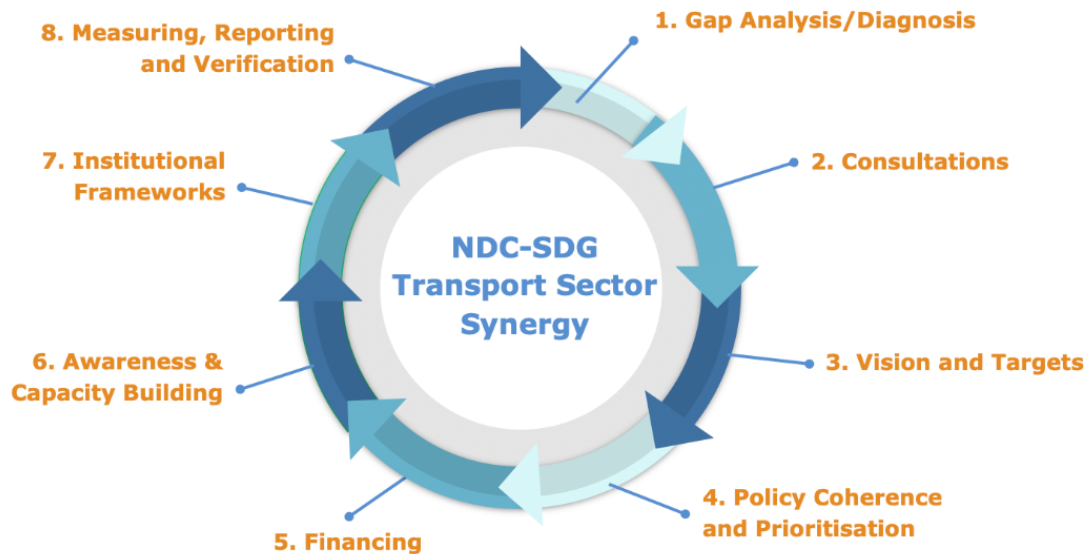 1. Gap Analysis/Diagnosis
2. Consultations
3. Vision and Targets
4. Policy Coherence
and Prioritisation
5. Financing
6. Awareness &
Capacity Building
7. Institutional
Frameworks
8. Measuring, Reporting
and Verification
NDC-SDG
Transport Sector
Synergy